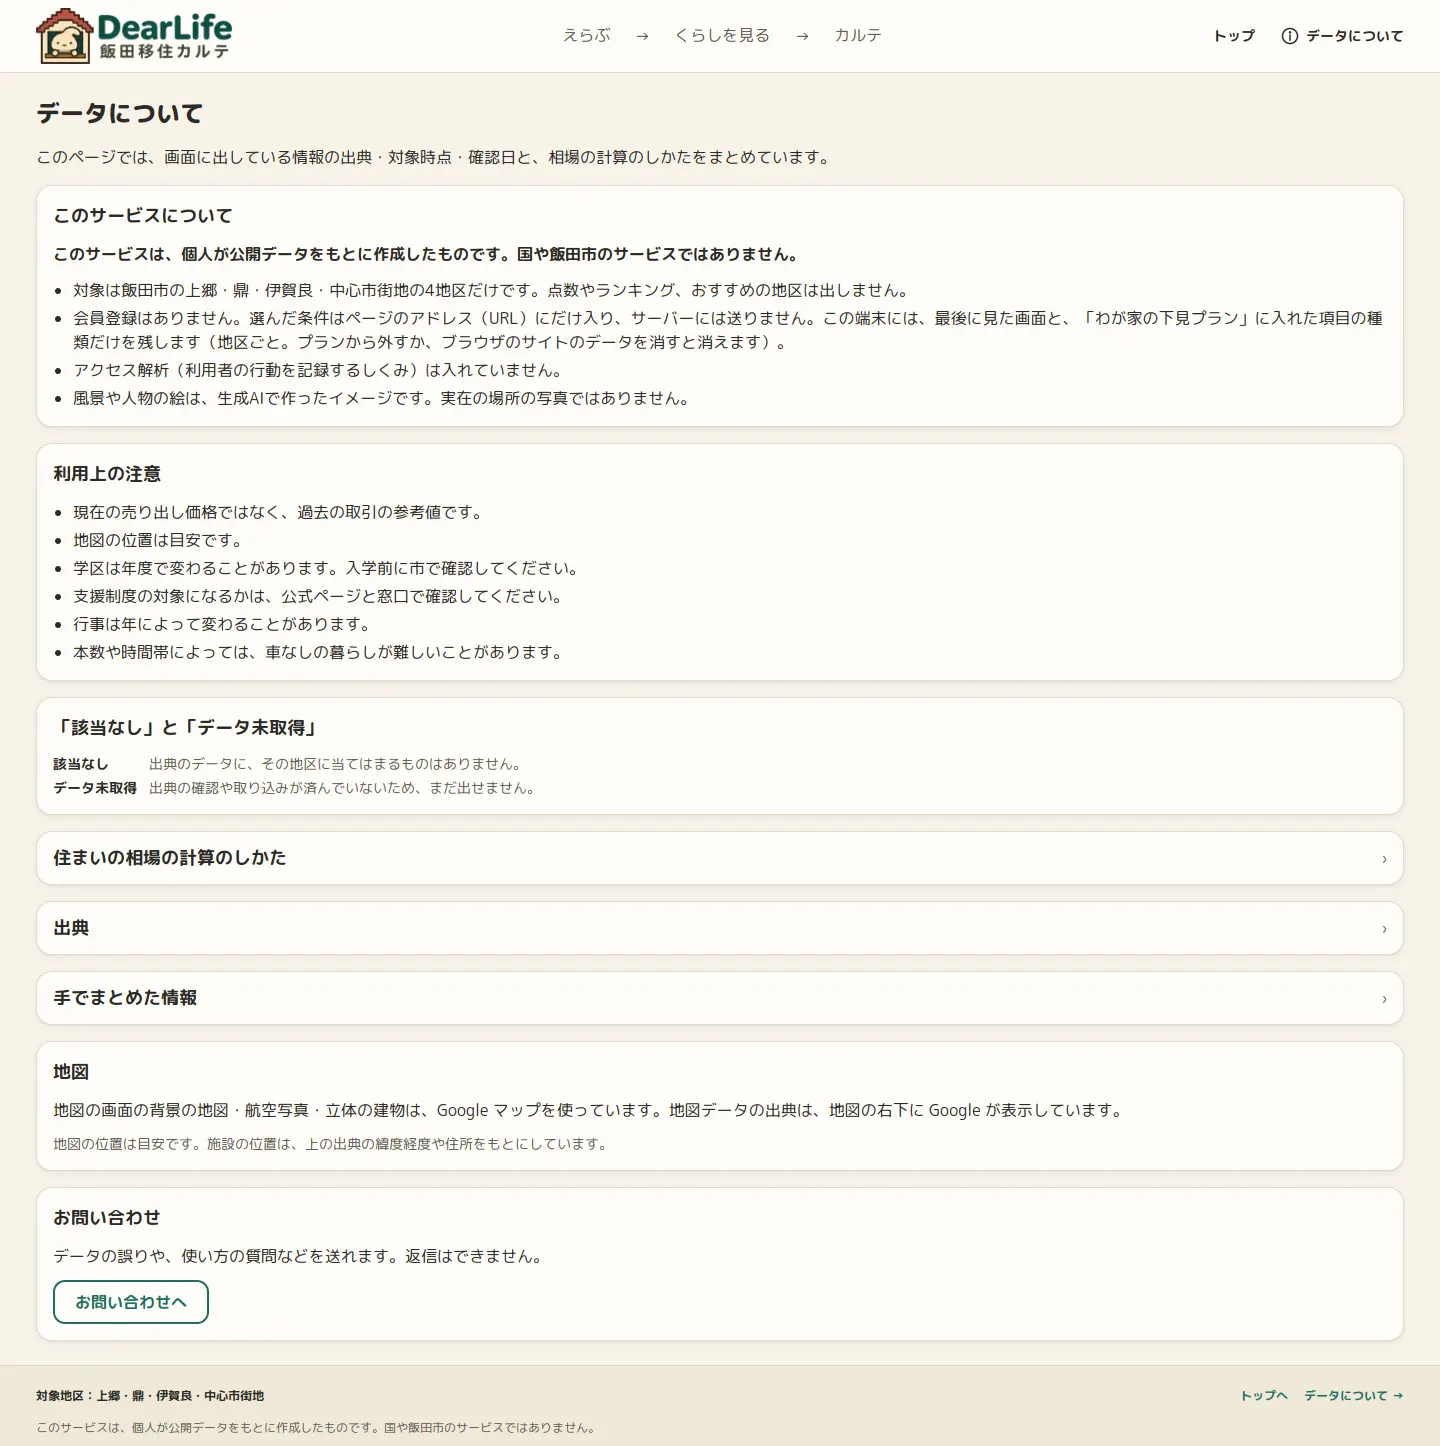 DearLife
飯田移住カルテ
えらぶ → くらしを見る → カルテ
トップ データについて
データについて
このページでは、画面に出している情報の出典・対象時点・確認日と、相場の計算のしかたをまとめています。
このサービスについて
このサービスは、個人が公開データをもとに作成したものです。国や飯田市のサービスではありません。
• 対象は飯田市の上郷・鼎・伊賀良・中心市街地の4地区だけです。点数やランキング、おすすめの地区は出しません。
• 会員登録はありません。選んだ条件はページのアドレス（URL）にだけ入り、サーバーには送りません。この端末には、最後に見た画面と、「わが家の下見プラン」に入れた項目の種
類だけを残します（地区ごと。プランから外すか、ブラウザのサイトのデータを消すと消えます）。
• アクセス解析（利用者の行動を記録するしくみ）は入れていません。
• 風景や人物の絵は、生成AIで作ったイメージです。実在の場所の写真ではありません。
利用上の注意
• 現在の売り出し価格ではなく、過去の取引の参考値です。
• 地図の位置は目安です。
• 学区は年度で変わることがあります。入学前に市で確認してください。
• 支援制度の対象になるかは、公式ページと窓口で確認してください。
• 行事は年によって変わることがあります。
• 本数や時間帯によっては、車なしの暮らしが難しいことがあります。
「該当なし」と「データ未取得」
該当なし 出典のデータに、その地区に当てはまるものはありません。
データ未取得 出典の確認や取り込みが済んでいないため、まだ出せません。
住まいの相場の計算のしかた ›
出典 ›
手でまとめた情報 ›
地図
地図の画面の背景の地図・航空写真・立体の建物は、Google マップを使っています。地図データの出典は、地図の右下に Google が表示しています。
地図の位置は目安です。施設の位置は、上の出典の緯度経度や住所をもとにしています。
お問い合わせ
データの誤りや、使い方の質問などを送れます。返信はできません。
お問い合わせへ
対象地区：上郷・鼎・伊賀良・中心市街地
トップへ データについて →
このサービスは、個人が公開データをもとに作成したものです。国や飯田市のサービスではありません。